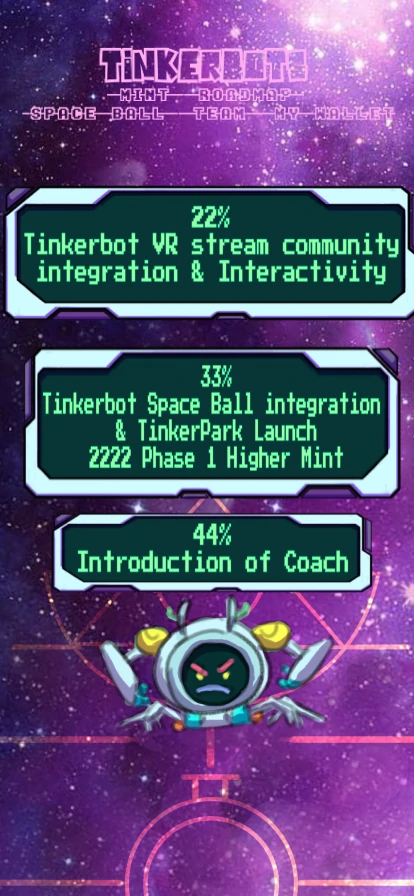 TINKERBOTS
MINT ROADMAP
SPACE BALL TEAM MY WALLET
22%
Tinkerbot VR stream community
integration & Interactivity
33%
Tinkerbot Space Ball integration
& TinkerPark Launch
2222 Phase 1 Higher Mint
44%
Introduction of Coach